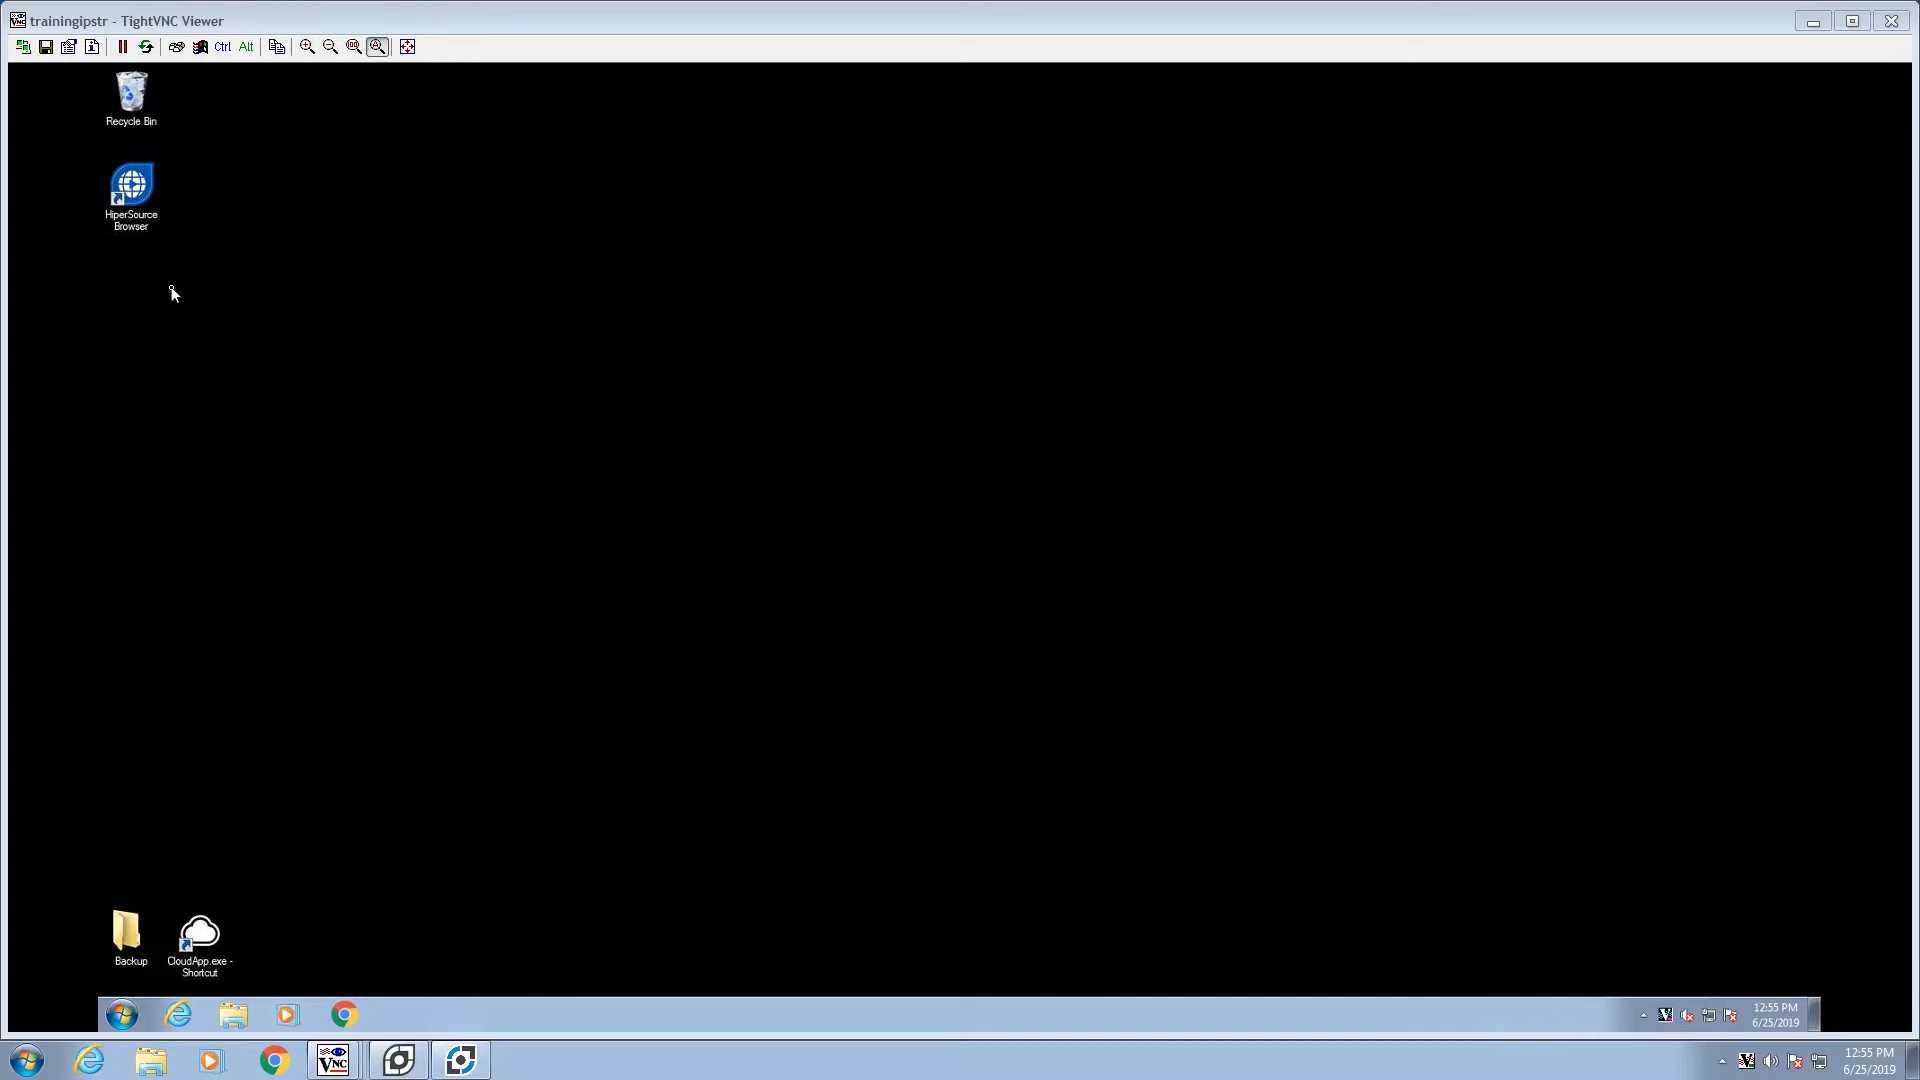 trainingipstr - TightVNC Viewer
Ctrl Alt
Recycle Bin
HiperSource
Browser
Backup
CloudApp.exe -
Shortcut
12:55 PM
6/25/2019
VNC
12:55 PM
6/25/2019